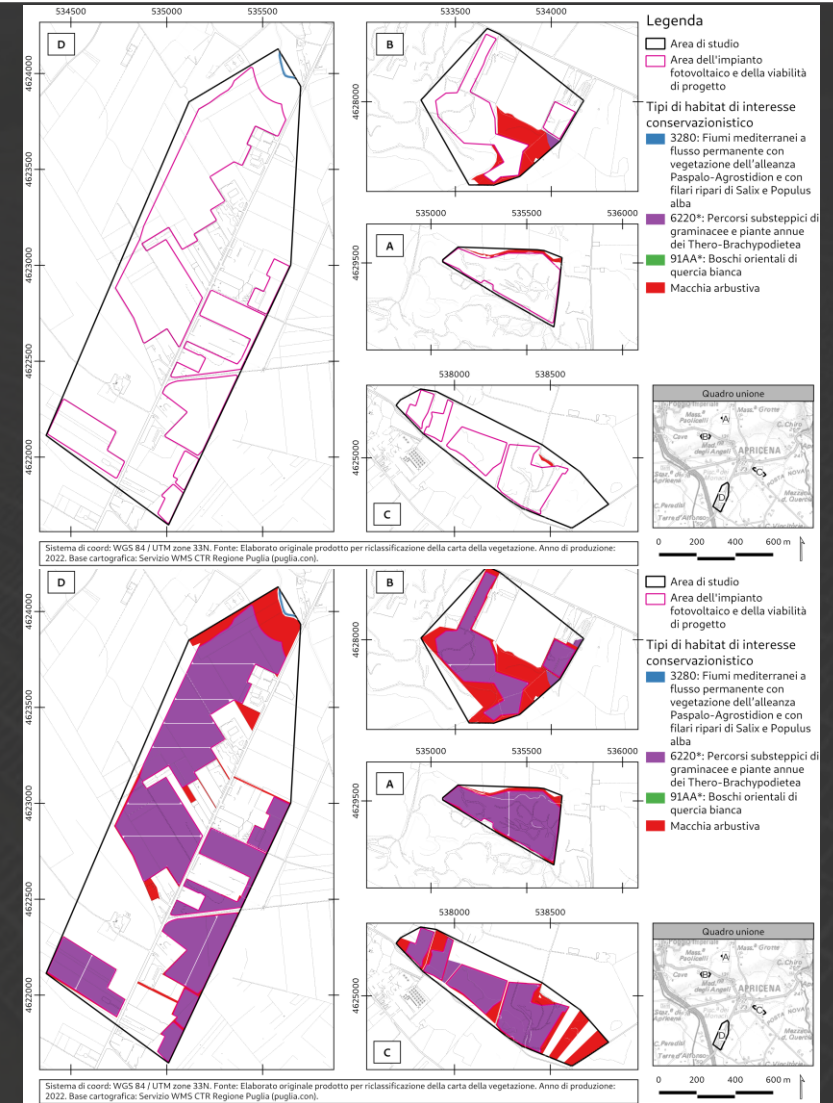 534500 535000 535500
D
4624000
4623500
4623000
4622500
4622000
533500 534000
B
4628000
535000 535500 536000
A
4629500
538000 538500
4625000
C
Legenda
Area di studio
Area dell'impianto
fotovoltaico e della viabilità
di progetto
Tipi di habitat di interesse
conservazionistico
3280: Fiumi mediterranei a
flusso permanente con
vegetazione dell'alleanza
Paspalo-Agrostidion e con
filari ripari di Salix e Populus
alba
6220*: Percorsi substeppici di
graminacee e piante annue
dei Thero-Brachypodietea
91AA*: Boschi orientali di
quercia bianca
Macchia arbustiva
Quadro unione
Mass.ª Grotte
A
Cave
B
degli Angeli
APRICENA
C
D
0 200 400 600 m
Sistema di coord: WGS 84 / UTM zone 33N. Fonte: Elaborato originale prodotto per riclassificazione della carta della vegetazione. Anno di produzione:
2022. Base cartografica: Servizio WMS CTR Regione Puglia (puglia.con).
D
4624000
4623500
4623000
4622500
4622000
B
4628000
535000 535500 536000
A
4629500
538000 538500
4625000
C
Area di studio
Area dell'impianto
fotovoltaico e della viabilità
di progetto
Tipi di habitat di interesse
conservazionistico
3280: Fiumi mediterranei a
flusso permanente con
vegetazione dell'alleanza
Paspalo-Agrostidion e con
filari ripari di Salix e Populus
alba
6220*: Percorsi substeppici di
graminacee e piante annue
dei Thero-Brachypodietea
91AA*: Boschi orientali di
quercia bianca
Macchia arbustiva
Quadro unione
Mass.ª Grotte
A
Cave
B
degli Angeli
APRICENA
C
D
0 200 400 600 m
Sistema di coord: WGS 84 / UTM zone 33N. Fonte: Elaborato originale prodotto per riclassificazione della carta della vegetazione. Anno di produzione:
2022. Base cartografica: Servizio WMS CTR Regione Puglia (puglia.con).